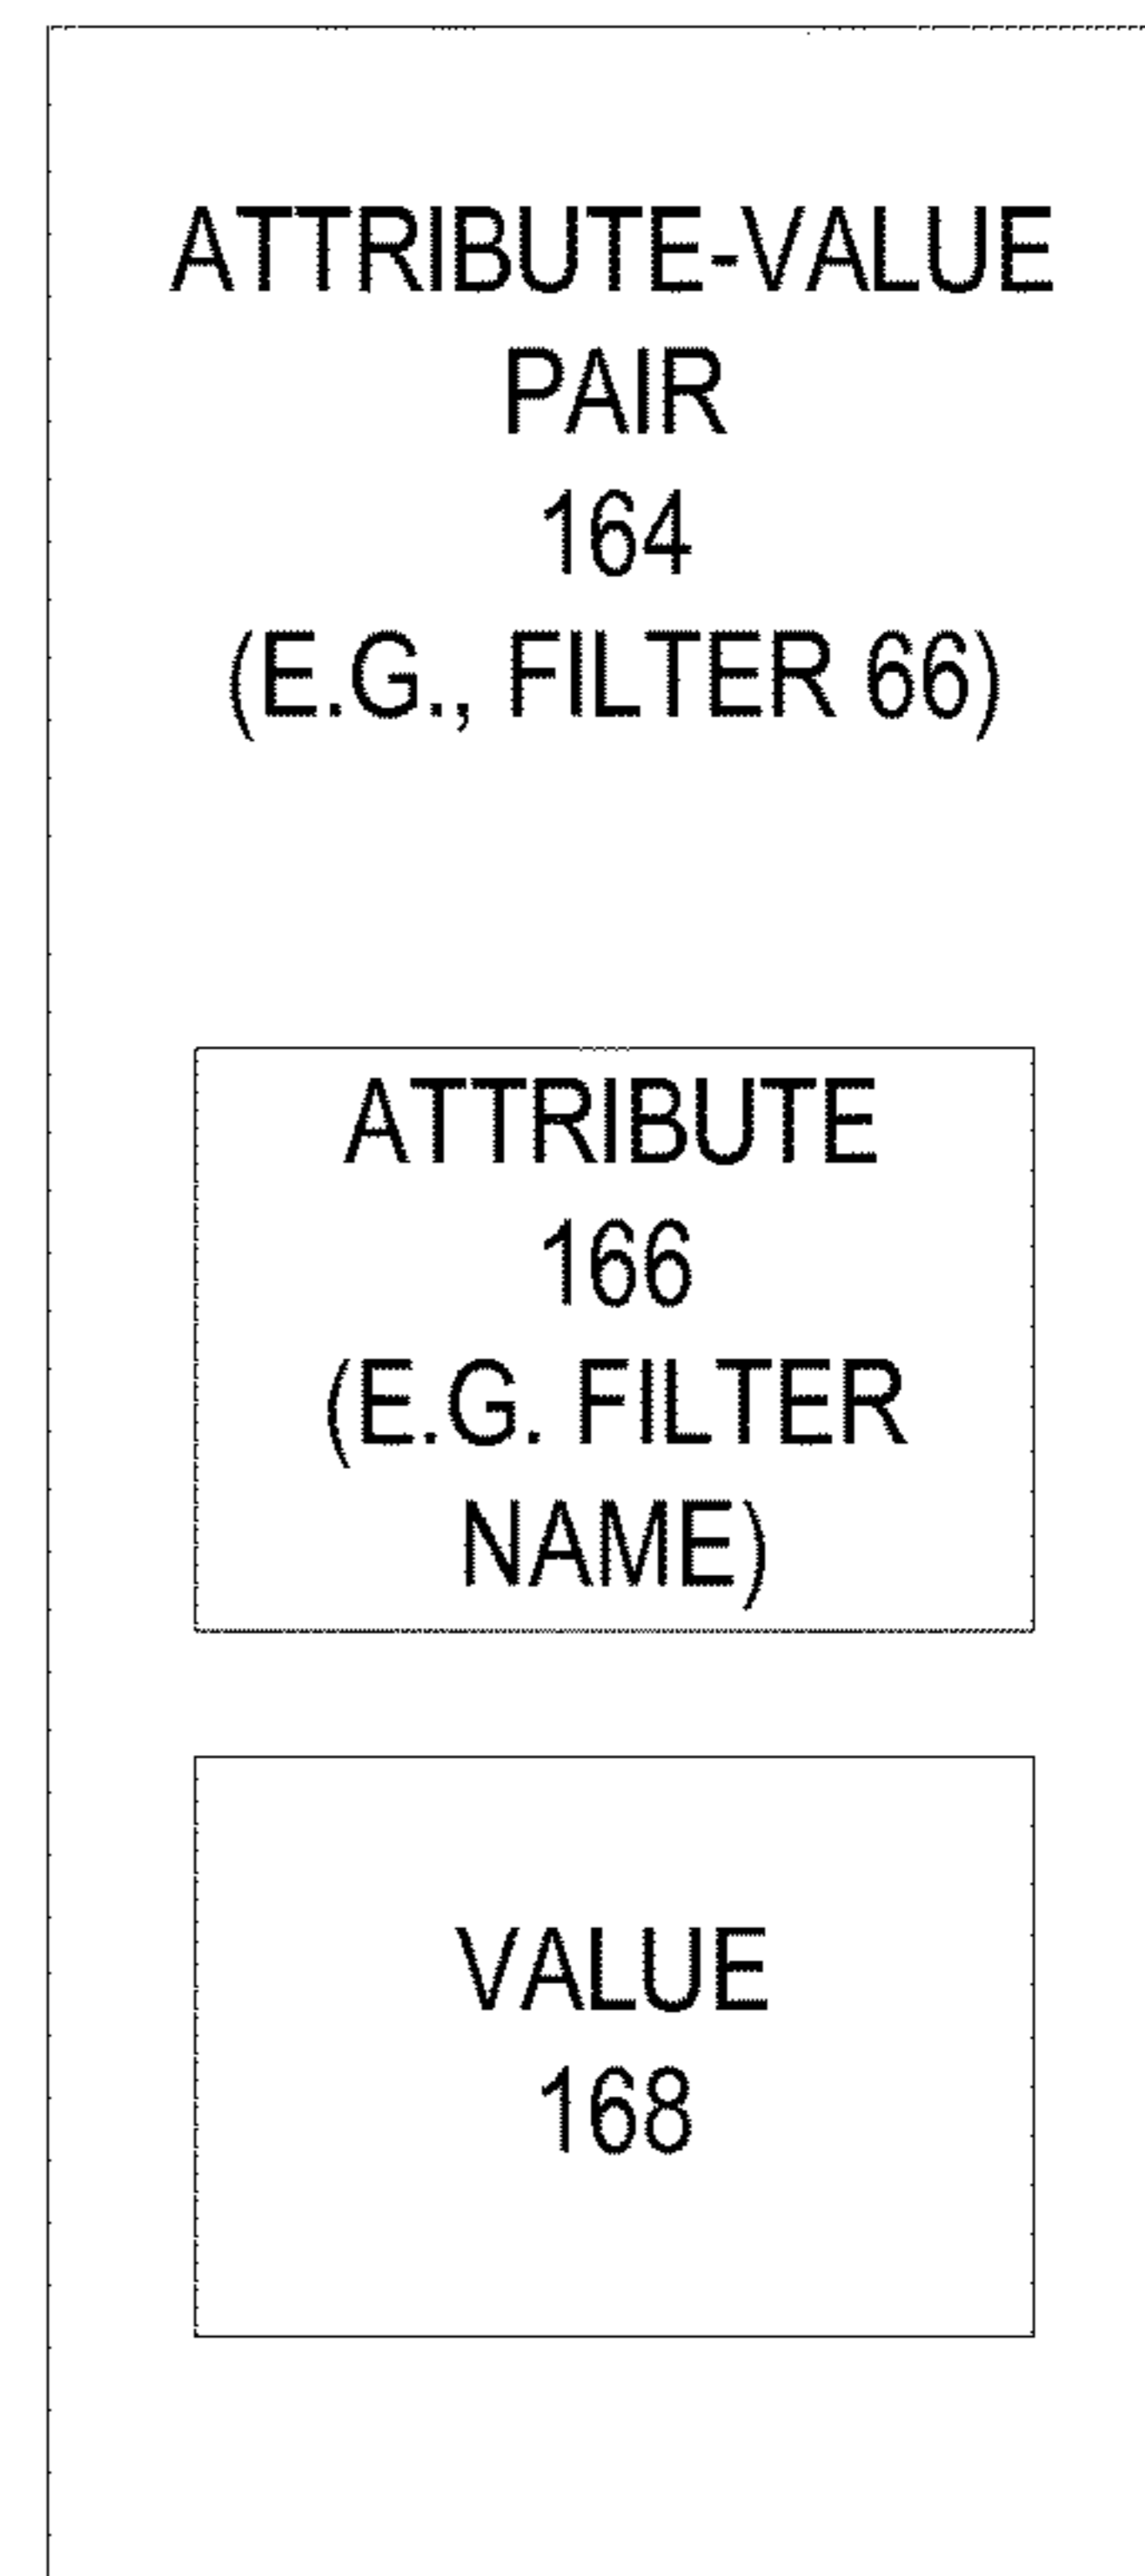 ATTRIBUTE-VALUE
PAIR
164
(E.G., FILTER 66)
ATTRIBUTE
166
(E.G. FILTER
NAME)
VALUE
168